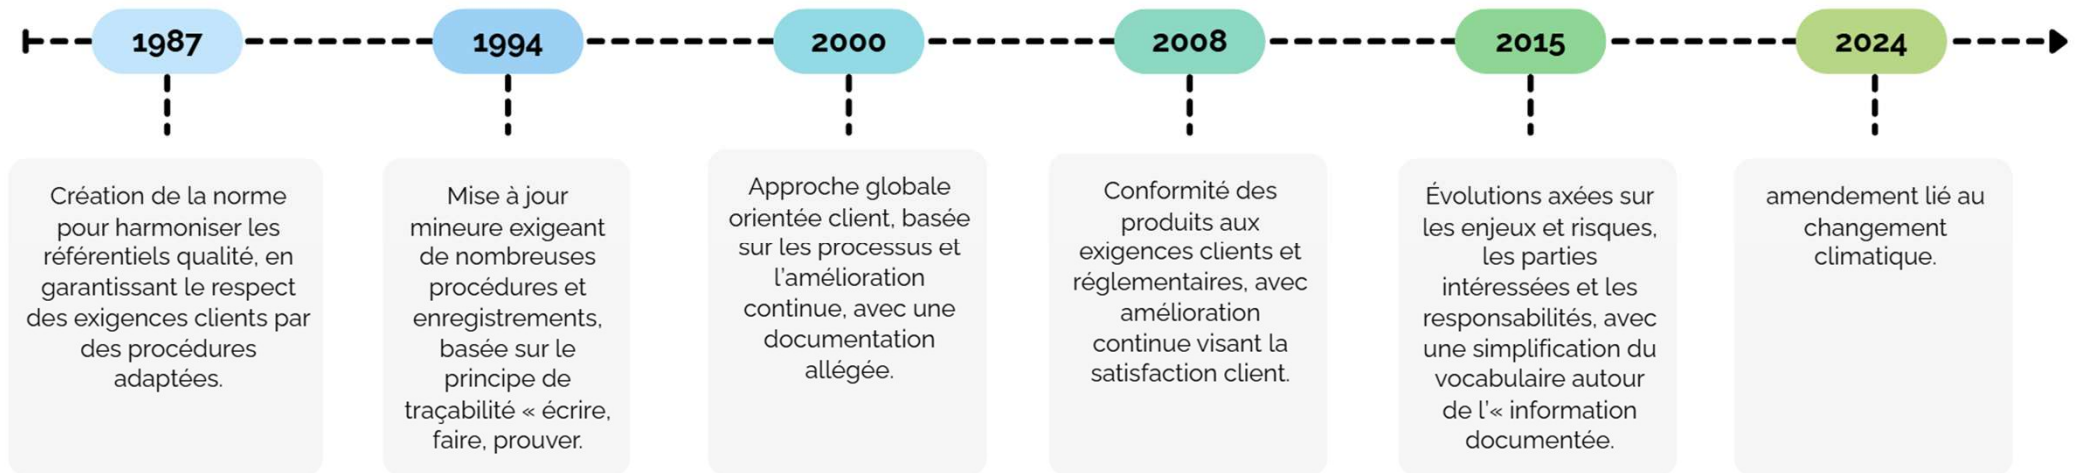 1987
1994
2000
2008
2015
2024
Création de la norme
pour harmoniser les
référentiels qualité, en
garantissant le respect
des exigences clients par
des procédures
adaptées.
Mise à jour
mineure exigeant
de nombreuses
procédures et
enregistrements,
basée sur le
principe de
traçabilité « écrire,
faire, prouver.
Approche globale
orientée client, basée
sur les processus et
l'amélioration
continue, avec une
documentation
allégée.
Conformité des
produits aux
exigences clients et
réglementaires, avec
amélioration
continue visant la
satisfaction client.
Évolutions axées sur
les enjeux et risques,
les parties
intéressées et les
responsabilités, avec
une simplification du
vocabulaire autour
de l'« information
documentée.
amendement lié au
changement
climatique.